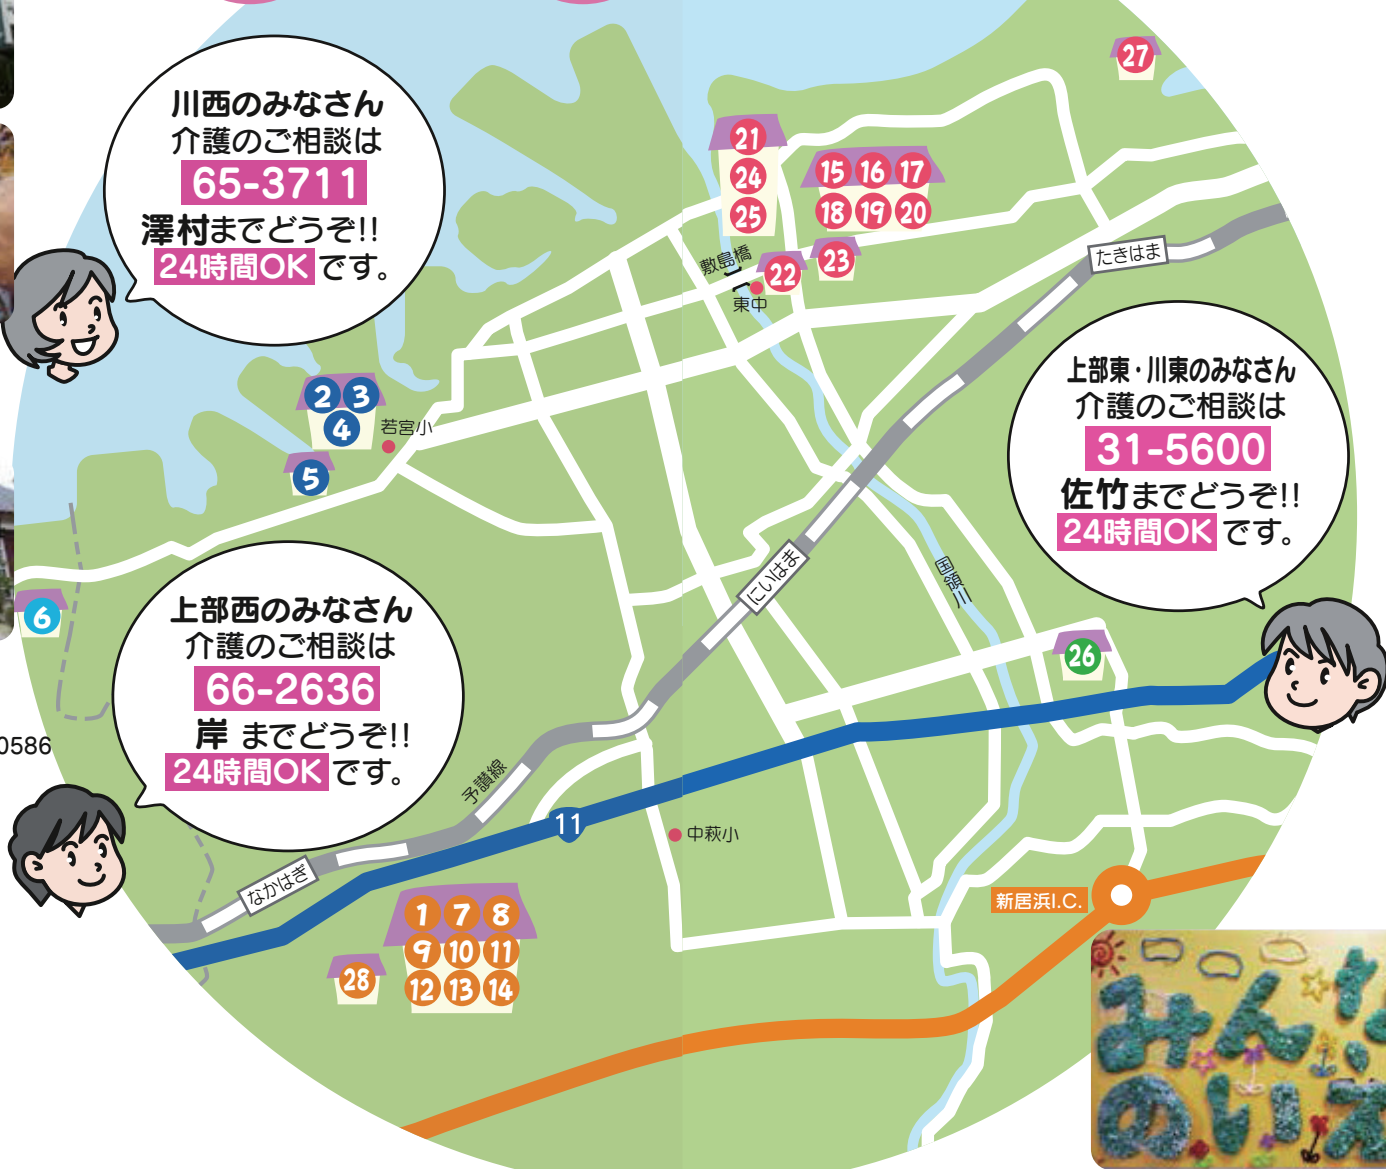 川西のみなさん
介護のご相談は
65-3711
澤村までどうぞ!!
24時間OKです。
27
21
24
25
15 16 17
18 19 20
敷島橋
22
23
東中
たきはま
上部東・川東のみなさん
介護のご相談は
31-5600
佐竹までどうぞ!!
24時間OKです。
2 3
4
若宮小
5
にいはま
国領川
6
上部西のみなさん
介護のご相談は
66-2636
岸 までどうぞ!!
24時間OKです。
26
0586
予讃線
11
中萩小
なかはぎ
新居浜I.C.
1 7 8
9 10 11
12 13 14
28
みんな
のいえ